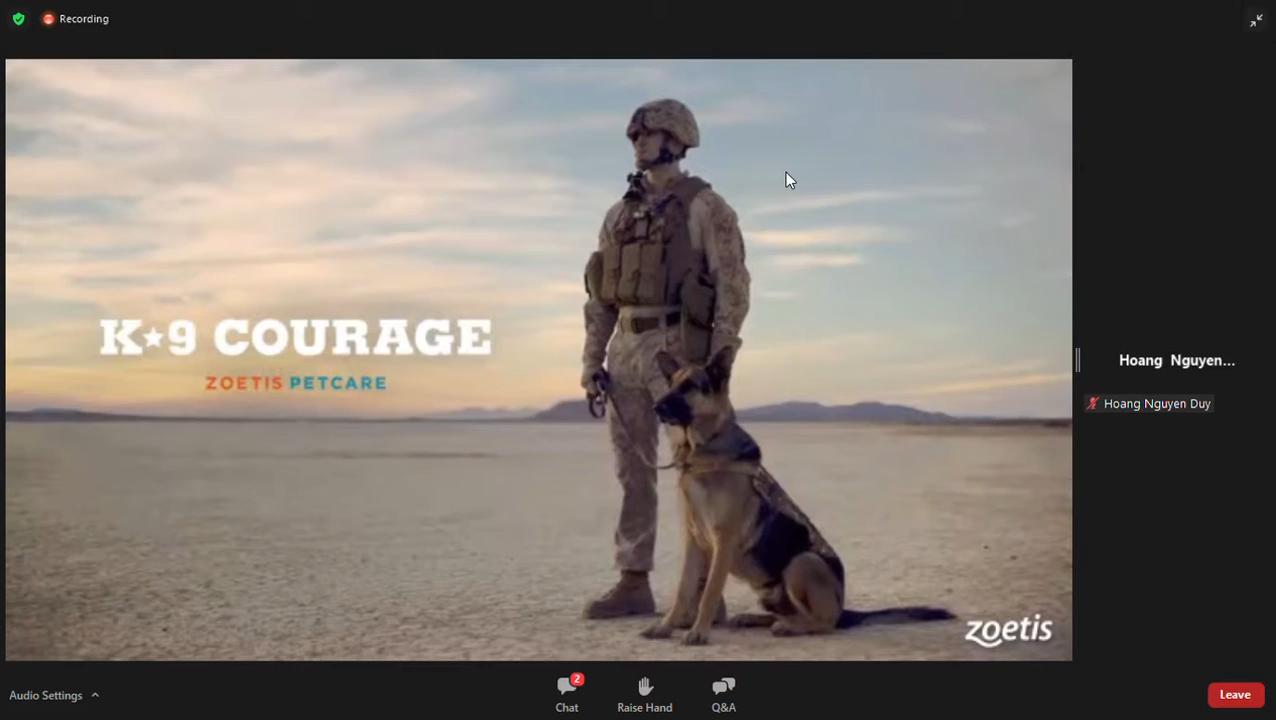 Recording
K★9 COURAGE
ZOETIS PETCARE
zoetis
Hoang Nguyen...
Hoang Nguyen Duy
Audio Settings
2
Chat
Raise Hand
Q&A
Leave